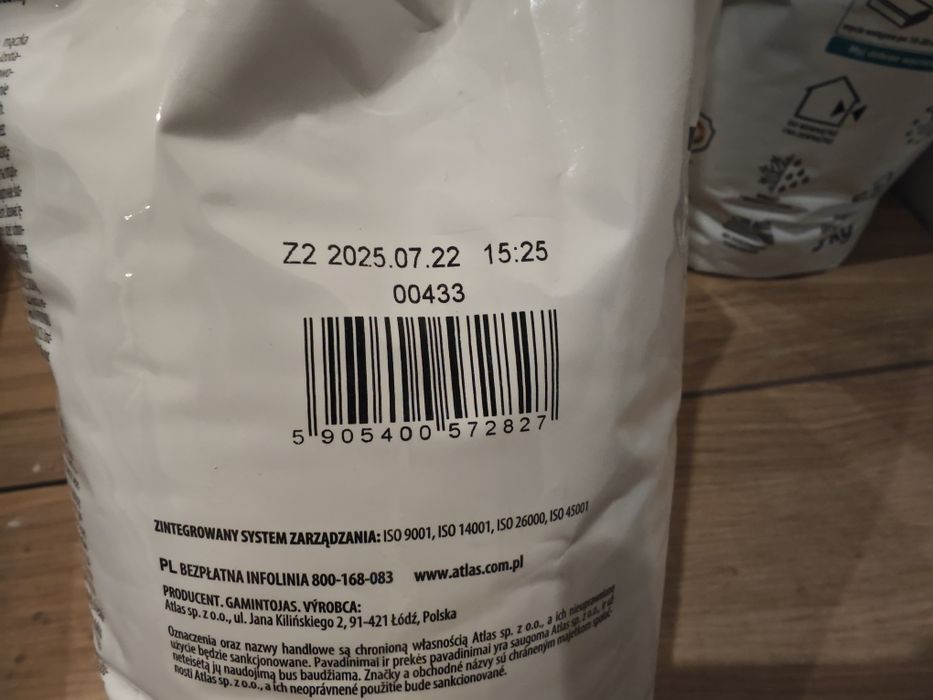 mączka
Z2 2025.07.22 15:25
00433
5 905400 572827
ZINTEGROWANY SYSTEM ZARZĄDZANIA: ISO 9001, ISO 14001, ISO 26000, ISO 45001
PL BEZPŁATNA INFOLINIA 800-168-083 www.atlas.com.pl
PRODUCENT. GAMINTOJAS. VÝROBCA:
Atlas sp. z o.o., ul. Jana Kilińskiego 2, 91-421 Łódź, Polska
Oznaczenia oraz nazwy handlowe są chronioną własnością Atlas sp. z o.o., a ich nieuprawnione
użycie będzie sankcjonowane. Pavadinimai ir prekės pavadinimai yra saugoma Atlas sp. z o.o., ir už
neteisėtą jų naudojimą bus baudžiama. Značky a obchodné názvy sú chráneným majetkom spoloč-
nosti Atlas sp. z o.o., a ich neoprávnené použitie bude sankcionované.